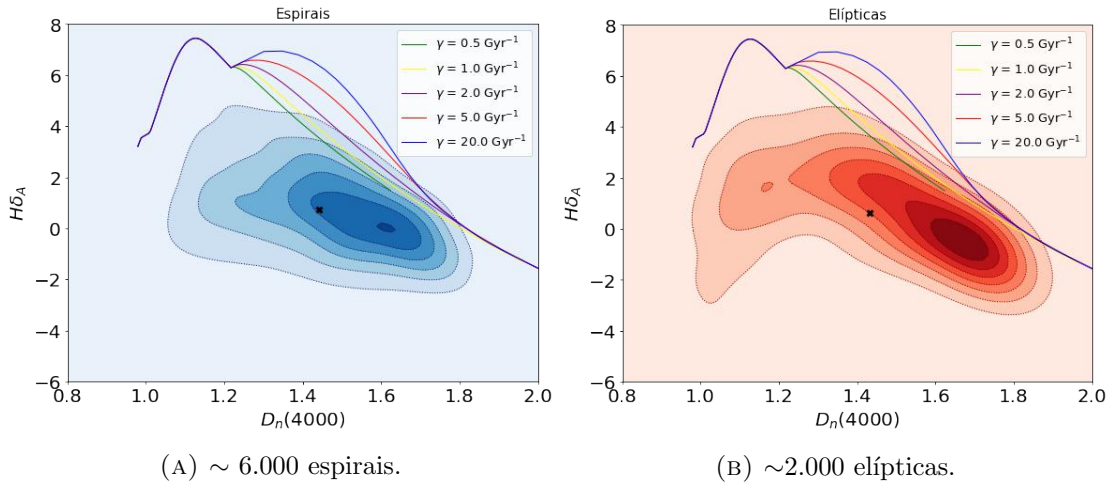 Espirais
8
6
4
2
0
−2
−4
−6
HδA
γ = 0.5 Gyr⁻¹
γ = 1.0 Gyr⁻¹
γ = 2.0 Gyr⁻¹
γ = 5.0 Gyr⁻¹
γ = 20.0 Gyr⁻¹
0.8 1.0 1.2 1.4 1.6 1.8 2.0
Dn(4000)
(A) ∼ 6.000 espirais.
Elípticas
8
6
4
2
0
−2
−4
−6
HδA
γ = 0.5 Gyr⁻¹
γ = 1.0 Gyr⁻¹
γ = 2.0 Gyr⁻¹
γ = 5.0 Gyr⁻¹
γ = 20.0 Gyr⁻¹
0.8 1.0 1.2 1.4 1.6 1.8 2.0
Dn(4000)
(B) ∼2.000 elípticas.